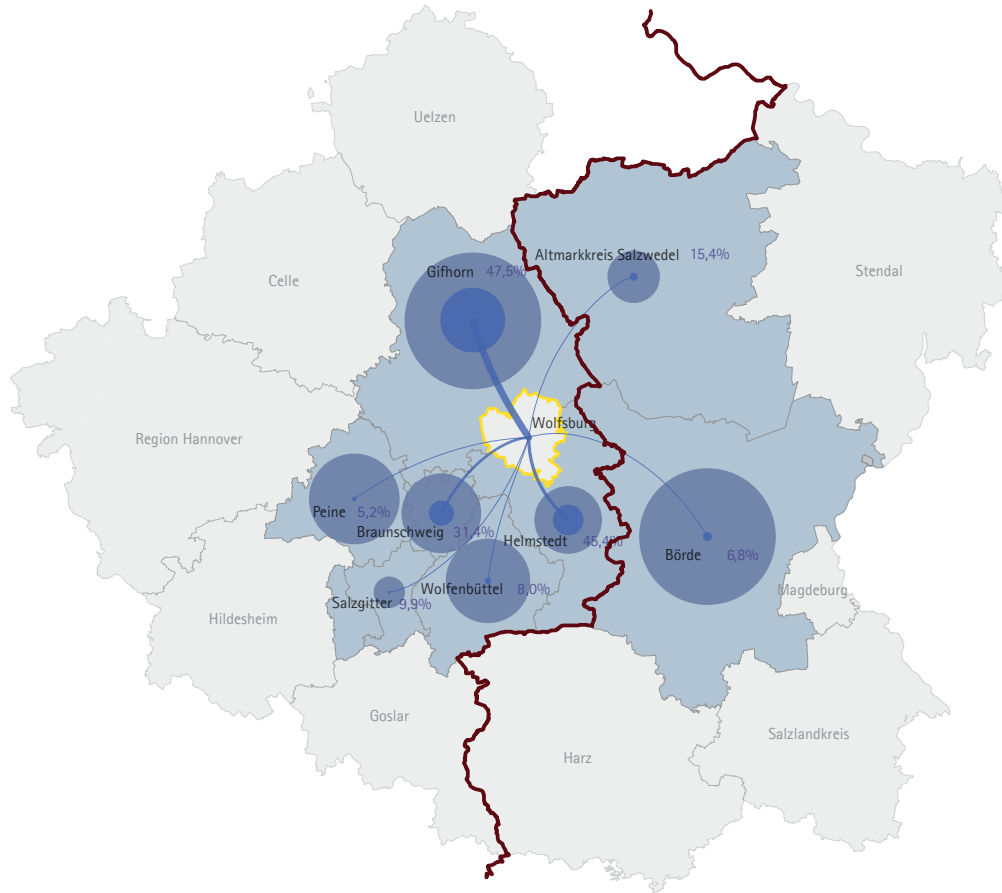 Uelzen
Altmarkkreis Salzwedel 15,4%
Gifhorn 47,5%
Stendal
Celle
Wolfsburg
Region Hannover
Peine 5,2%
Braunschweig 31,4%
Helmstedt 45,4%
Börde 6,8%
Wolfenbüttel 8,0%
Magdeburg
Salzgitter 9,9%
Hildesheim
Goslar
Salzlandkreis
Harz